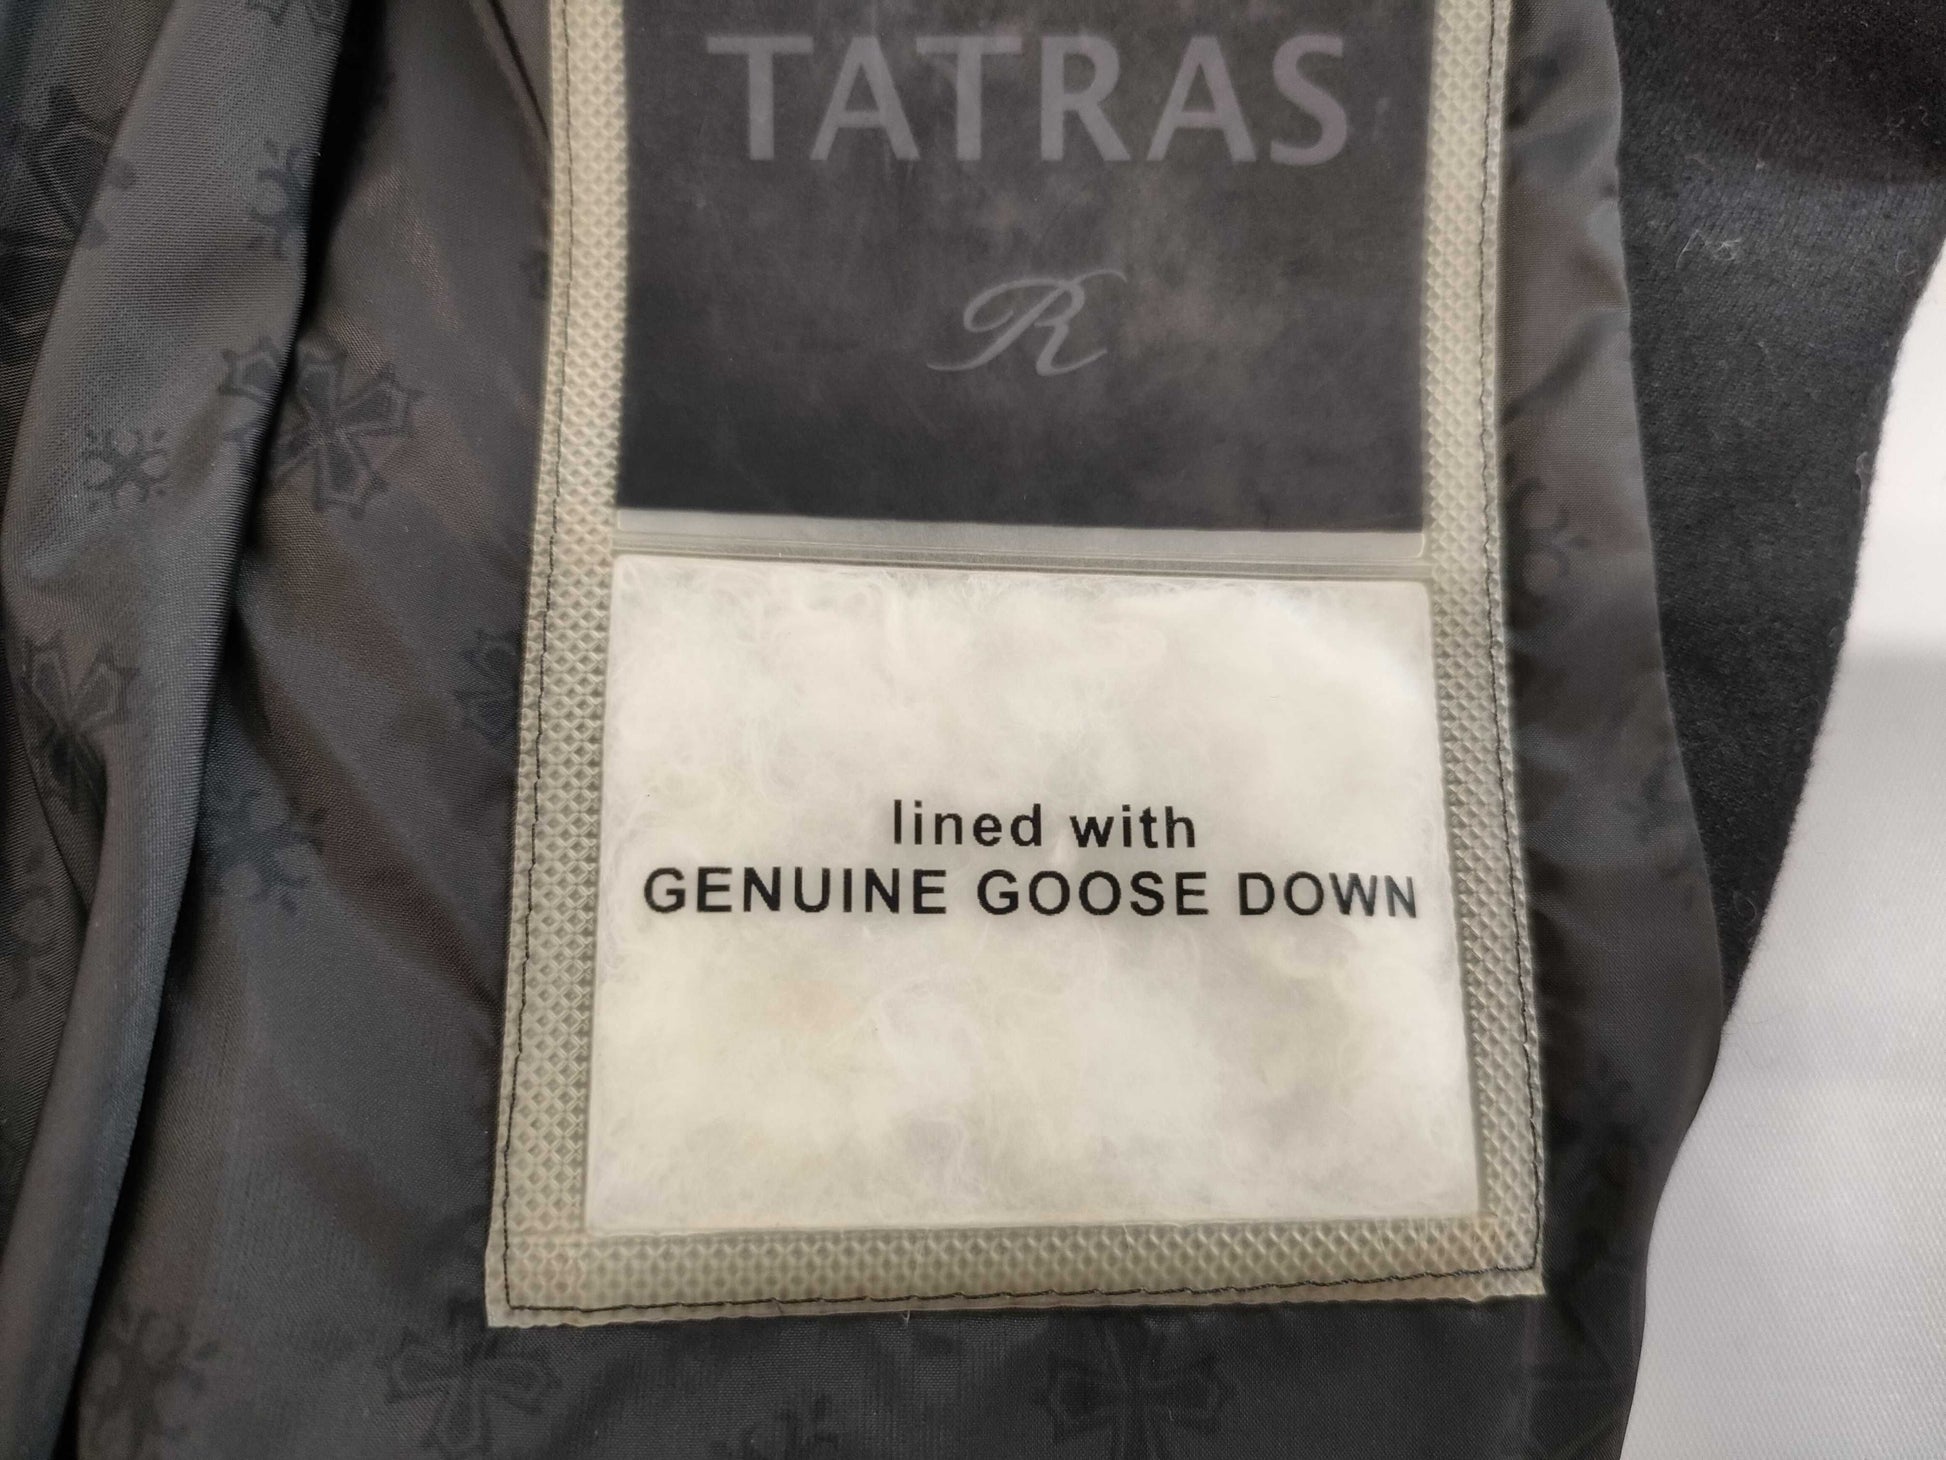 TATRAS
R
lined with
GENUINE GOOSE DOWN